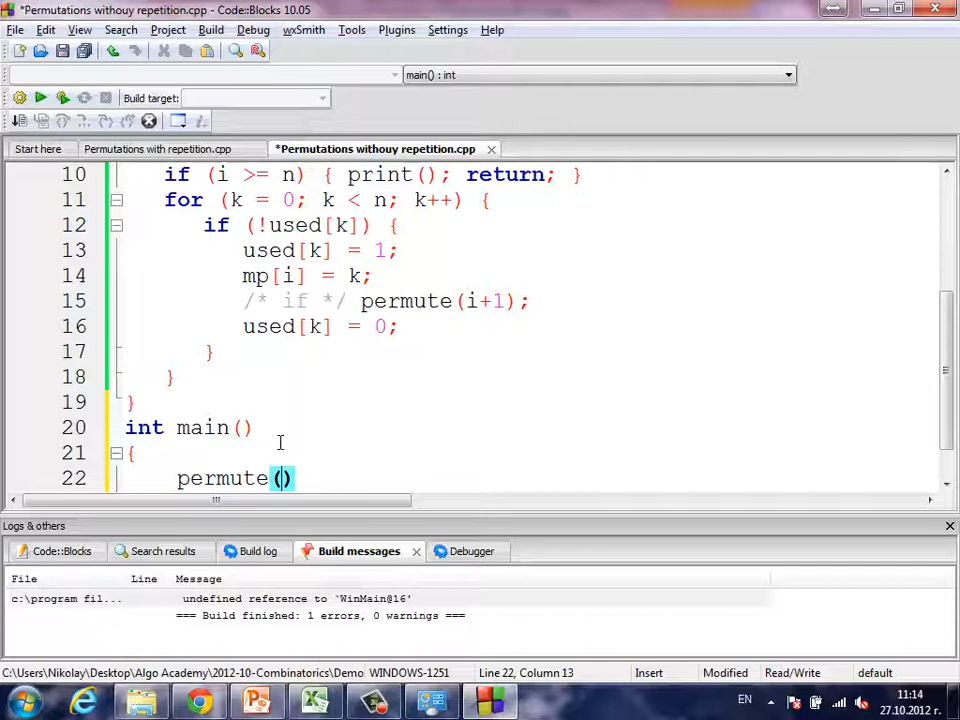 *Permutations withouy repetition.cpp - Code::Blocks 10.05
File Edit View Search Project Build Debug wxSmith Tools Plugins Settings Help
main() : int
Build target:
Start here Permutations with repetition.cpp *Permutations withouy repetition.cpp
10 if (i >= n) { print(); return; }
11 for (k = 0; k < n; k++) {
12 if (!used[k]) {
13 used[k] = 1;
14 mp[i] = k;
15 /* if */ permute(i+1);
16 used[k] = 0;
17 }
18 }
19 }
20 int main()
21 {
22 permute()
Logs & others
Code::Blocks Search results Build log Build messages Debugger
File Line Message
c:\program fil... undefined reference to `WinMain@16'
=== Build finished: 1 errors, 0 warnings ===
C:\Users\Nikolay\Desktop\Algo Academy\2012-10-Combinatorics\Demo WINDOWS-1251 Line 22, Column 13 Insert Modified Read/Write default
EN 11:14
27.10.2012 г.